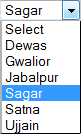 Sagar
Select
Dewas
Gwalior
Jabalpur
Sagar
Satna
Ujjain